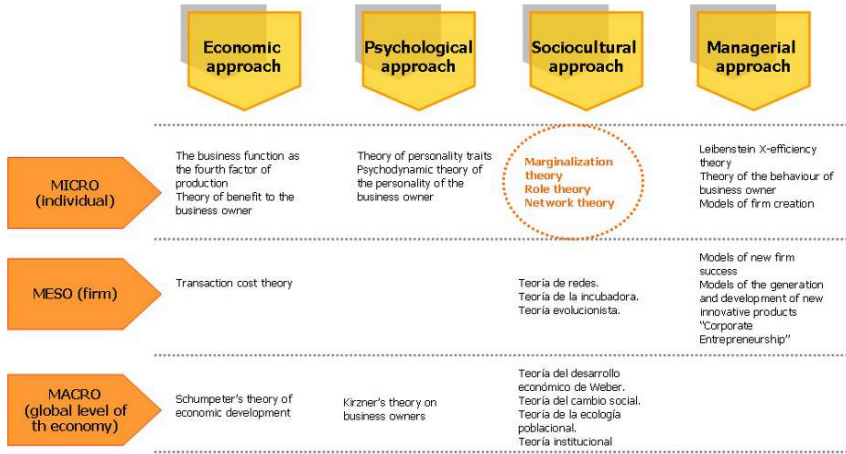 Economic
approach
Psychological
approach
Sociocultural
approach
Managerial
approach
MICRO
(individual)
The business function as
the fourth factor of
production
Theory of benefit to the
business owner
Theory of personality traits
Psychodynamic theory of
the personality of the
business owner
Marginalization
theory
Role theory
Network theory
Leibenstein X-efficiency
theory
Theory of the behaviour of
business owner
Models of firm creation
MESO (firm)
Transaction cost theory
Teoría de redes.
Teoría de la incubadora.
Teoría evolucionista.
Models of new firm
success
Models of the generation
and development of new
innovative products
"Corporate
Entrepreneurship"
MACRO
(global level of
th economy)
Schumpeter's theory of
economic development
Kirzner's theory on
business owners
Teoría del desarrollo
económico de Weber.
Teoría del cambio social.
Teoría de la ecología
poblacional.
Teoría institucional